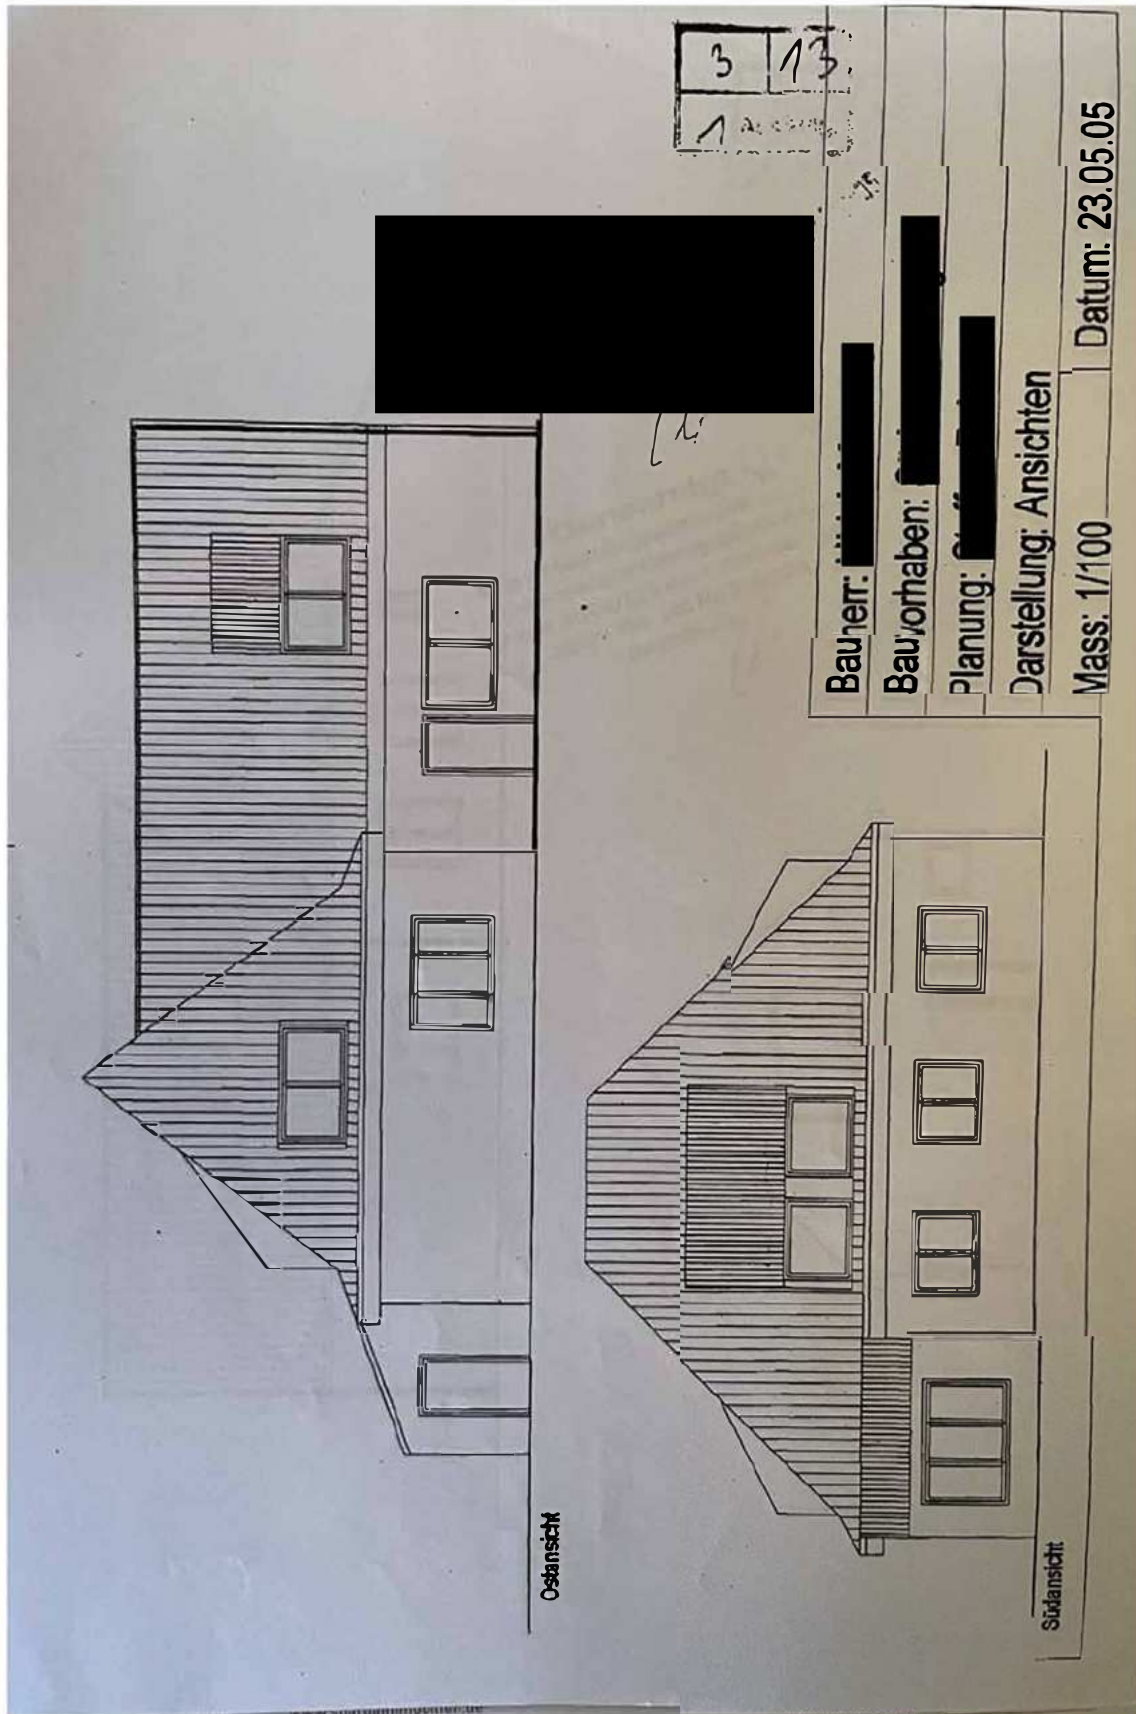 3 13
1
Ostansicht
Südansicht
Bauherr:
Bauvorhaben:
Planung:
Darstellung: Ansichten
Mass: 1/100 Datum: 23.05.05